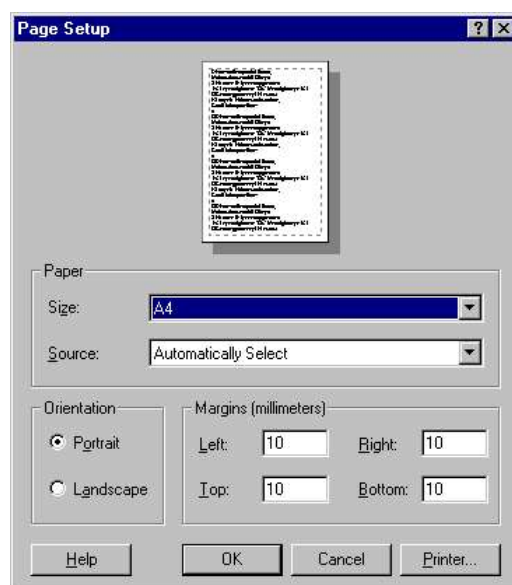 Page Setup
Paper
Size: A4
Source: Automatically Select
Orientation
Portrait
Landscape
Margins (millimeters)
Left: 10 Right: 10
Top: 10 Bottom: 10
Help OK Cancel Printer...